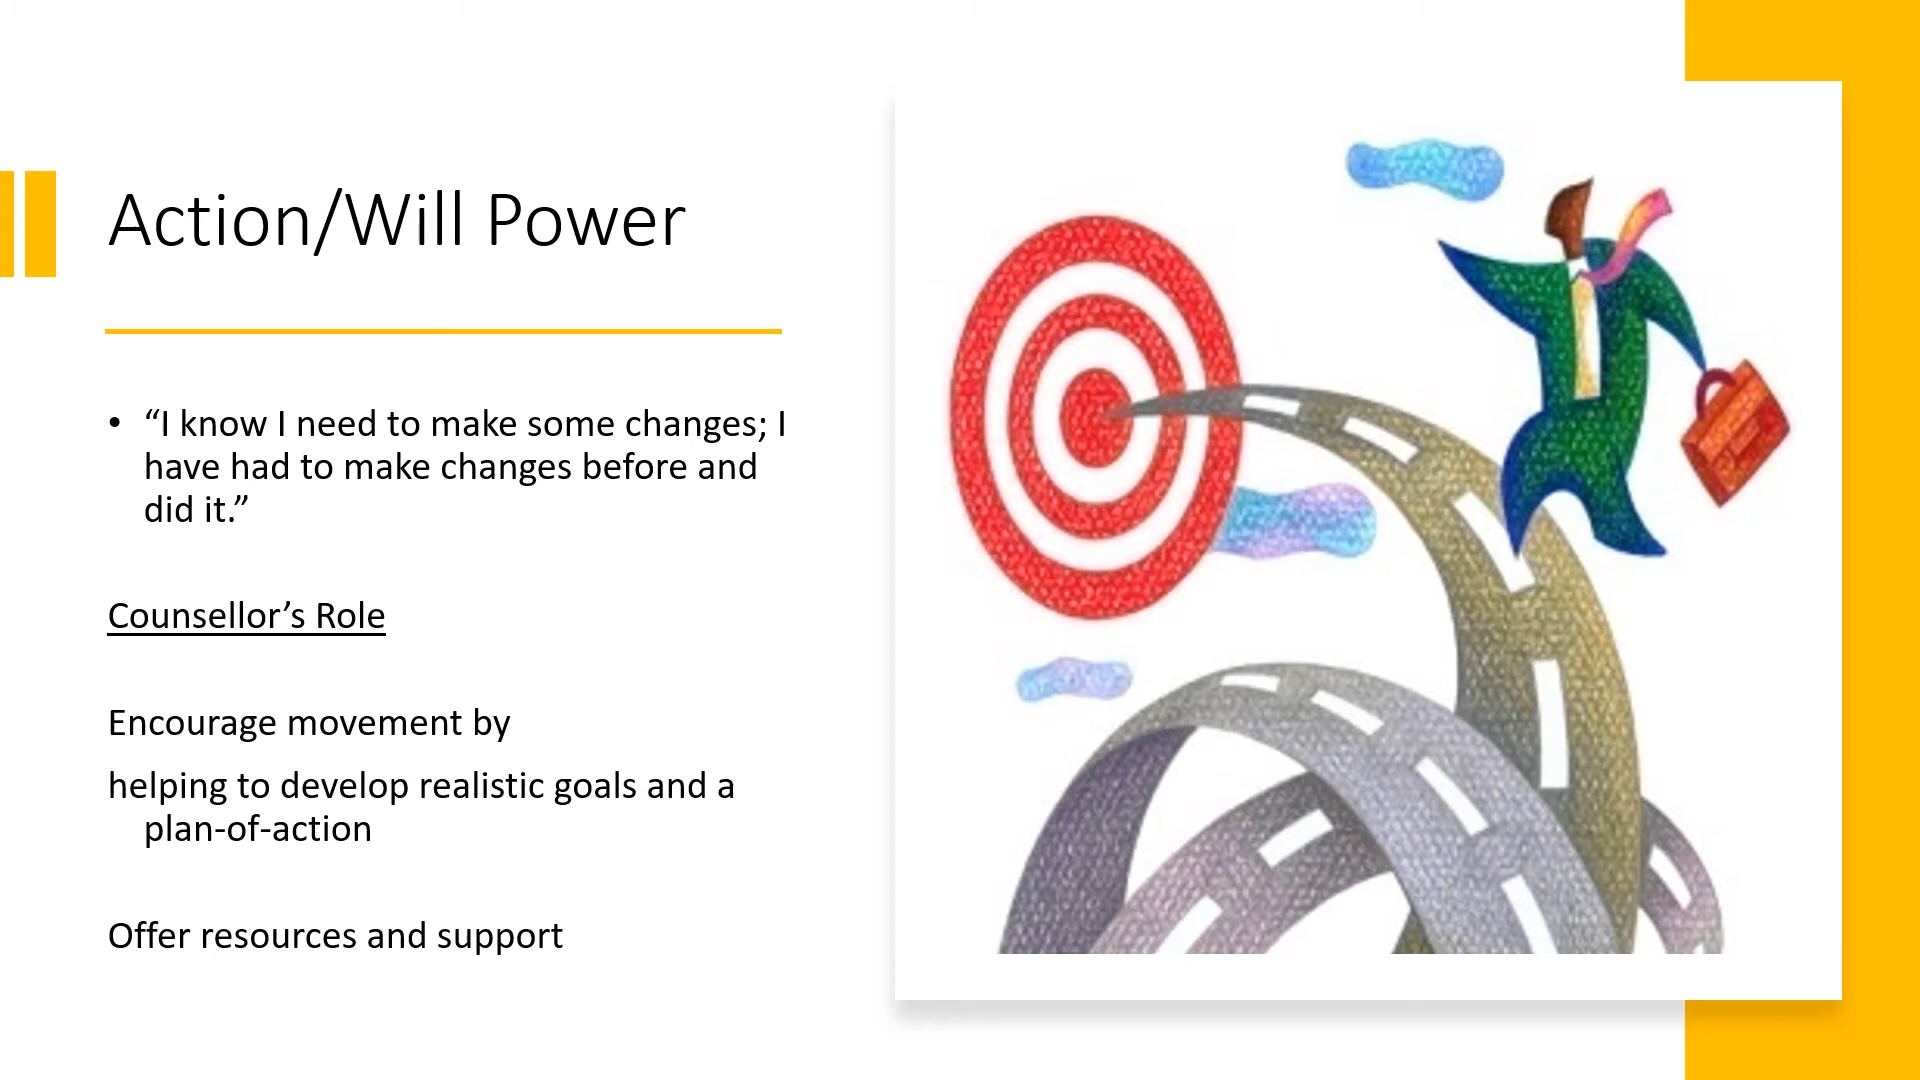 Action/Will Power
• “I know I need to make some changes; I
have had to make changes before and
did it.”
Counsellor’s Role
Encourage movement by
helping to develop realistic goals and a
plan-of-action
Offer resources and support